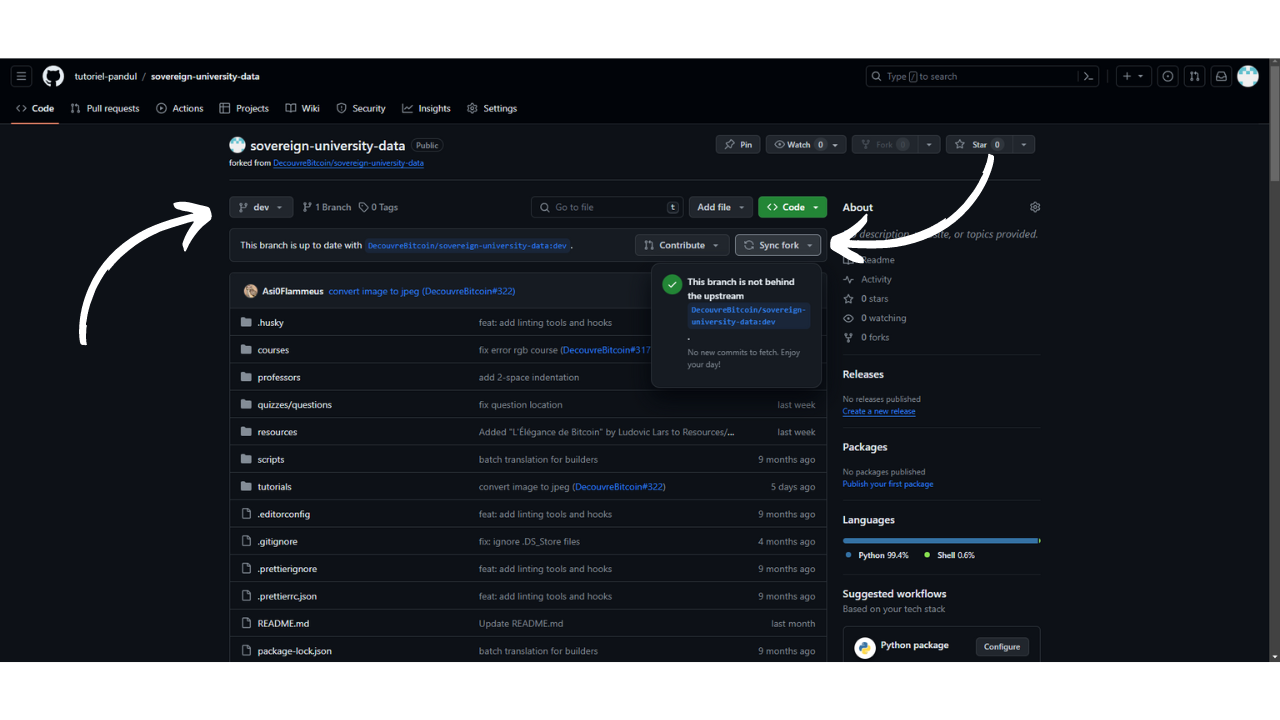 tutoriel-pandul / sovereign-university-data
Type / to search
Code Pull requests Actions Projects Wiki Security Insights Settings
sovereign-university-data Public
Pin Watch 0 Fork 0 Star 0
forked from DecouvreBitcoin/sovereign-university-data
dev 1 Branch 0 Tags Go to file t Add file Code
This branch is up to date with DecouvreBitcoin/sovereign-university-data:dev .
Contribute Sync fork
This branch is not behind
the upstream
DecouvreBitcoin/sovereign-
university-data:dev
.
No new commits to fetch. Enjoy
your day!
Asi0Flammeus convert image to jpeg (DecouvreBitcoin#322)
.husky feat: add linting tools and hooks
courses fix error rgb course (DecouvreBitcoin#317
professors add 2-space indentation
quizzes/questions fix question location last week
resources Added "L'Élégance de Bitcoin" by Ludovic Lars to Resources/... last week
scripts batch translation for builders 9 months ago
tutorials convert image to jpeg (DecouvreBitcoin#322) 5 days ago
.editorconfig feat: add linting tools and hooks 9 months ago
.gitignore fix: ignore .DS_Store files 4 months ago
.prettierignore feat: add linting tools and hooks 9 months ago
.prettierrc.json feat: add linting tools and hooks 9 months ago
README.md Update README.md last month
package-lock.json batch translation for builders 9 months ago
About
description, or topics provided.
Readme
Activity
0 stars
0 watching
0 forks
Releases
No releases published
Create a new release
Packages
No packages published
Publish your first package
Languages
Python 99.4% Shell 0.6%
Suggested workflows
Based on your tech stack
Python package Configure